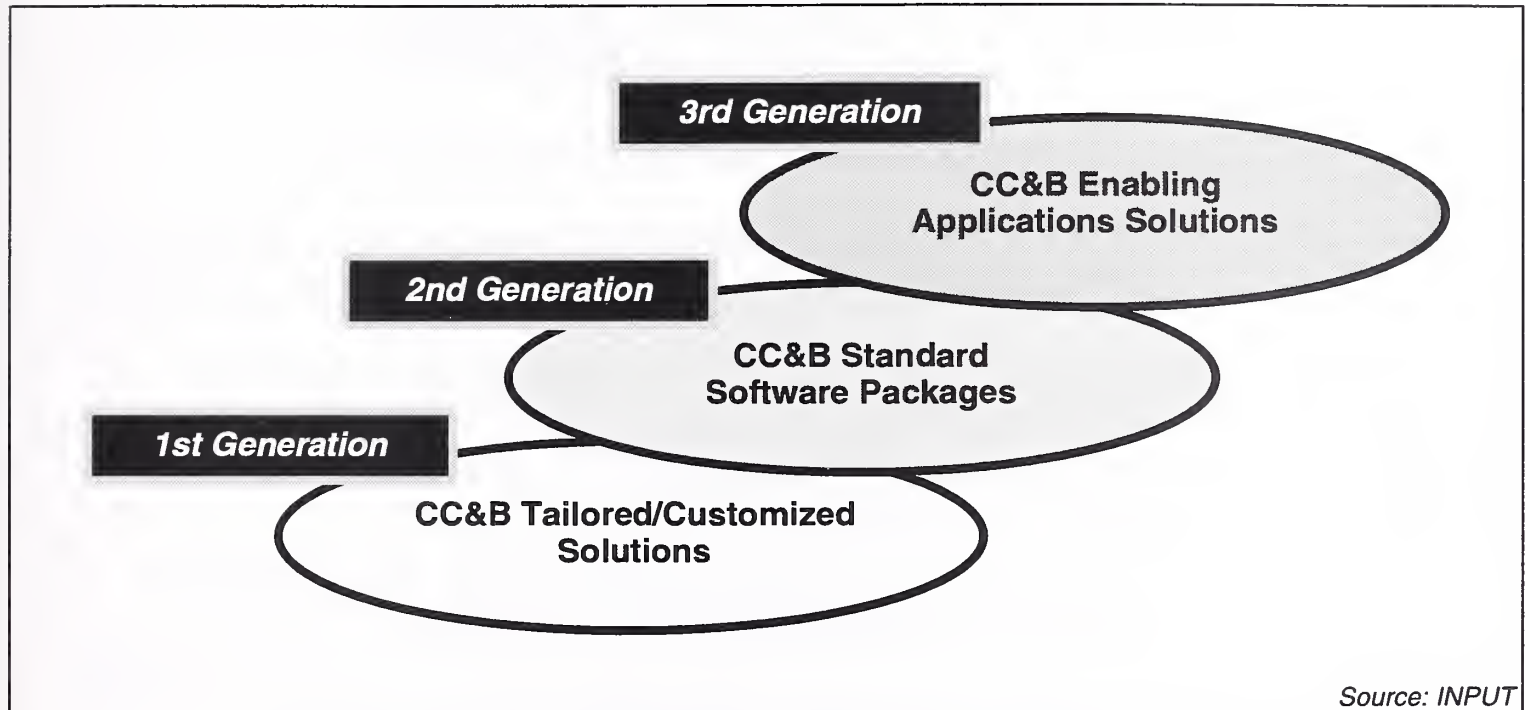 3rd Generation
CC&B Enabling
Applications Solutions
2nd Generation
CC&B Standard
Software Packages
1st Generation
CC&B Tailored/Customized
Solutions
Source: INPUT